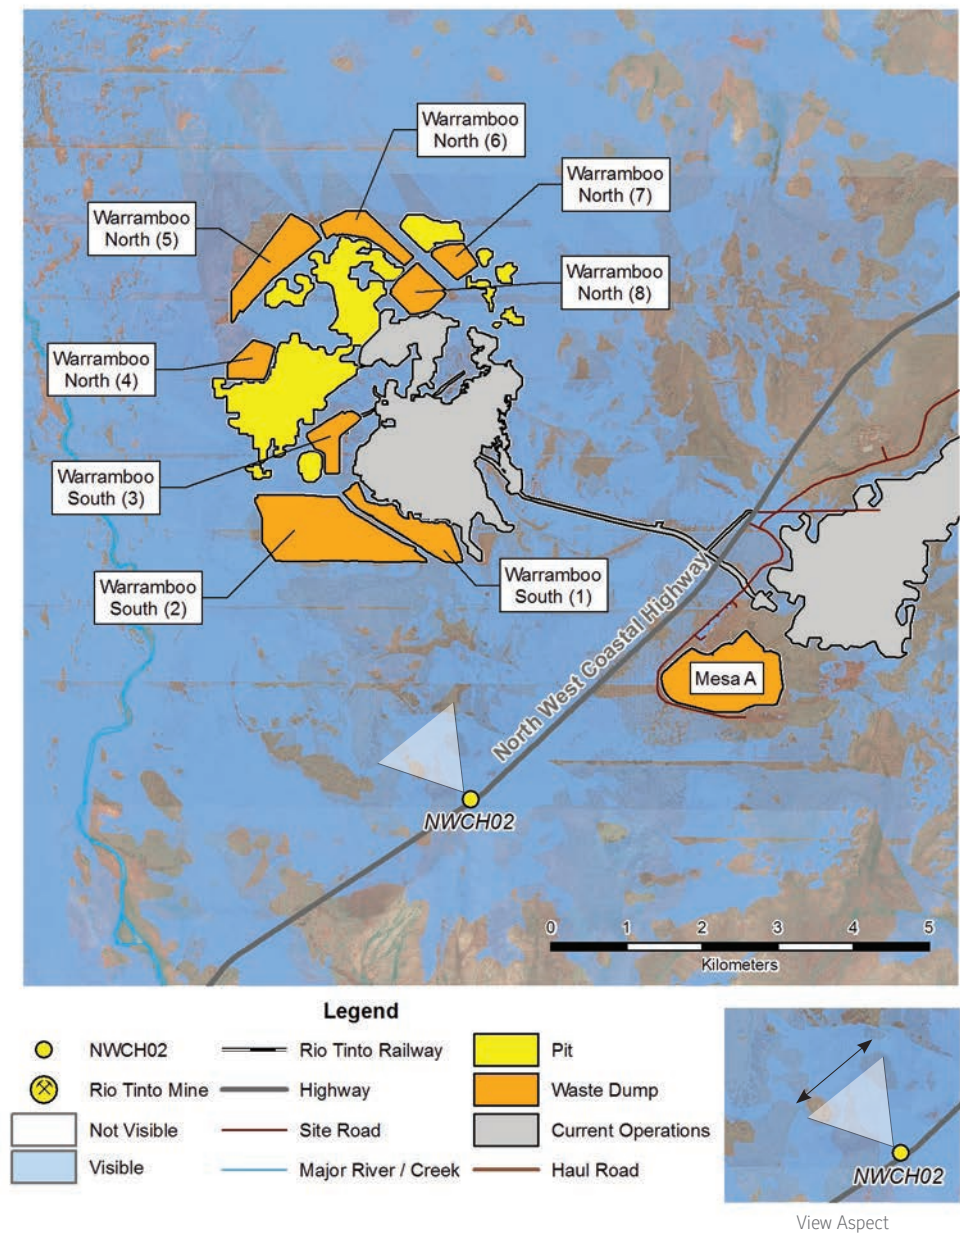 Warramboo
North (6)
Warramboo
North (7)
Warramboo
North (5)
Warramboo
North (8)
Warramboo
North (4)
Warramboo
South (3)
Warramboo
South (2)
Warramboo
South (1)
North West Coastal Highway
Mesa A
NWCH02
0 1 2 3 4 5
Kilometers
Legend
NWCH02
Rio Tinto Mine
Not Visible
Visible
Rio Tinto Railway
Highway
Site Road
Major River / Creek
Pit
Waste Dump
Current Operations
Haul Road
NWCH02
View Aspect